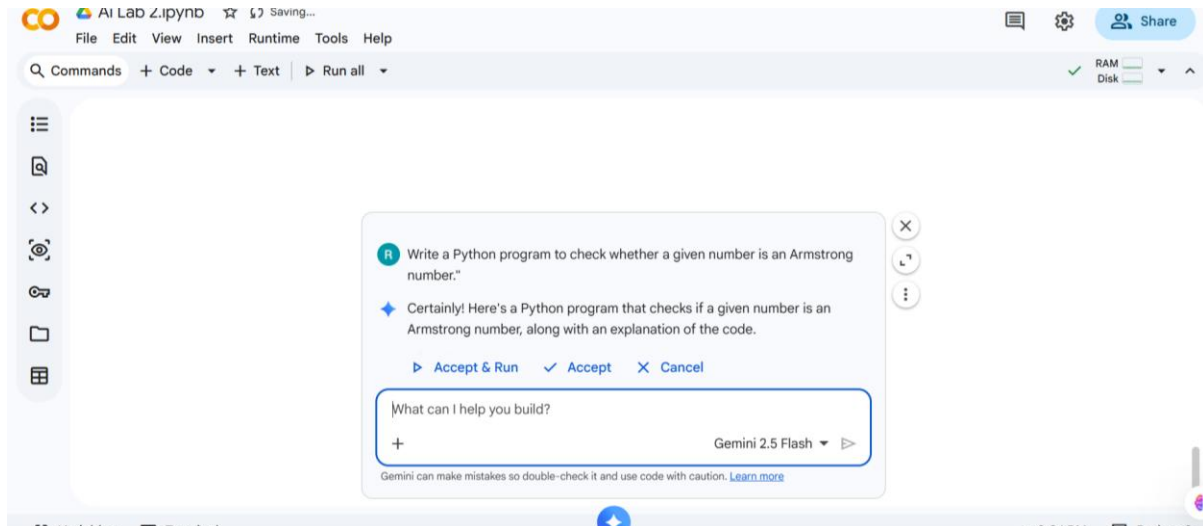 AI Lab 2.ipynb Saving...
File Edit View Insert Runtime Tools Help
Share
Commands + Code + Text Run all
RAM
Disk
R Write a Python program to check whether a given number is an Armstrong
number."
Certainly! Here's a Python program that checks if a given number is an
Armstrong number, along with an explanation of the code.
Accept & Run Accept Cancel
What can I help you build?
+ Gemini 2.5 Flash
Gemini can make mistakes so double-check it and use code with caution. Learn more